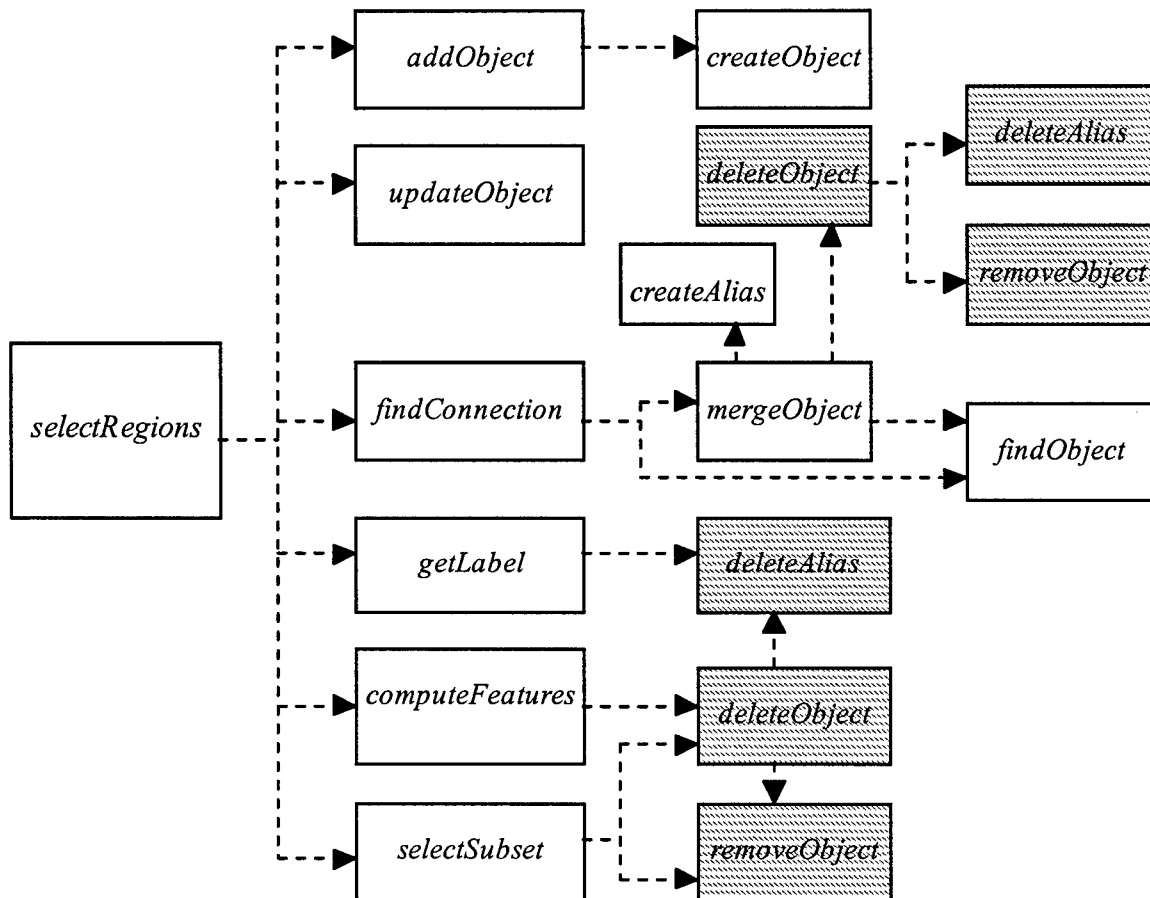 addObject
createObject
deleteAlias
deleteObject
updateObject
removeObject
createAlias
selectRegions
findConnection
mergeObject
findObject
getLabel
deleteAlias
computeFeatures
deleteObject
selectSubset
removeObject